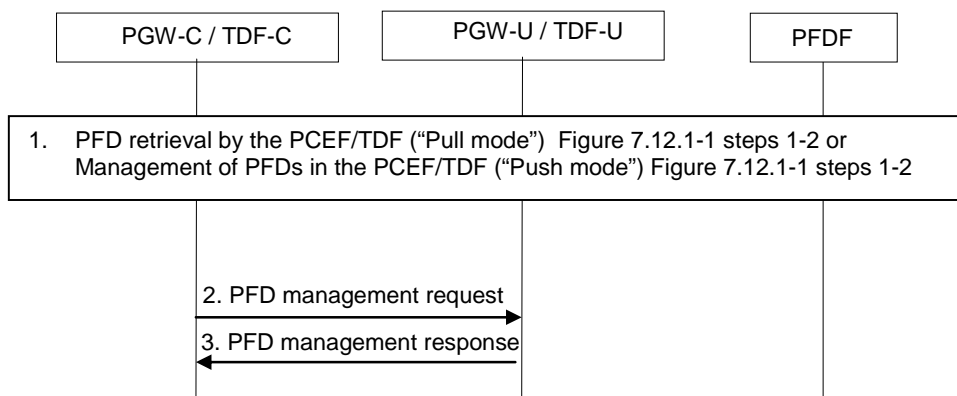 PGW-C / TDF-C
PGW-U / TDF-U
PFDF
1. PFD retrieval by the PCEF/TDF (“Pull mode”) Figure 7.12.1-1 steps 1-2 or
Management of PFDs in the PCEF/TDF (“Push mode”) Figure 7.12.1-1 steps 1-2
2. PFD management request
3. PFD management response